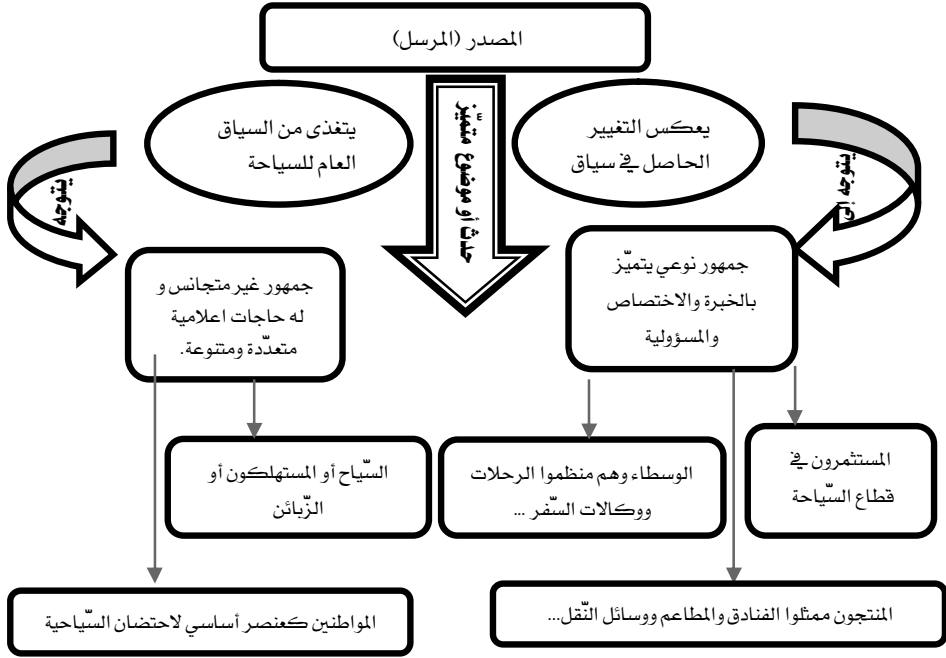 المصدر (المرسل)
يعكس التغيير
الحاصل في سياق
حدث أو موضوع متميّز
يتغذى من السياق
العام للسياحة
يتوجه إلى
يتوجه
جمهور نوعي يتميّز
بالخبرة والاختصاص
والمسؤولية
جمهور غير متجانس و
له حاجات اعلامية
متعدّدة ومتنوعة.
المستثمرون في
قطاع السّياحة
الوسطاء وهم منظموا الرحلات
ووكالات السّفر ...
السّياح أو المستهلكون أو
الزّبائن
المنتجون ممثلوا الفنادق والمطاعم ووسائل النّقل...
المواطنين كعنصر أساسي لاحتضان السّياحية